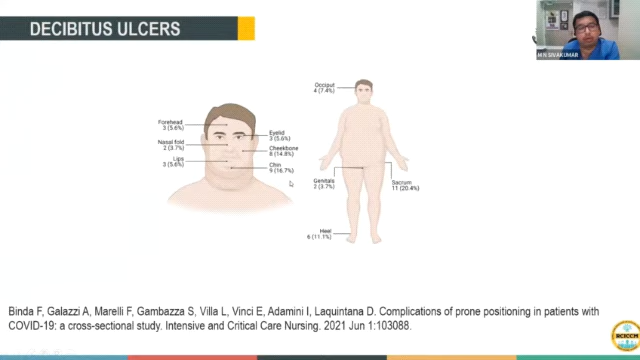 DECIBITUS ULCERS
M N SIVAKUMAR
Occiput
4 (7.4%)
Forehead
3 (5.6%)
Nasal fold
2 (3.7%)
Lips
3 (5.6%)
Eyelid
3 (5.6%)
Cheekbone
8 (14.8%)
Chin
9 (16.7%)
Genitals
2 (3.7%)
Sacrum
11 (20.4%)
Heel
6 (11.1%)
Binda F, Galazzi A, Marelli F, Gambazza S, Villa L, Vinci E, Adamini I, Laquintana D. Complications of prone positioning in patients with
COVID-19: a cross-sectional study. Intensive and Critical Care Nursing. 2021 Jun 1:103088.